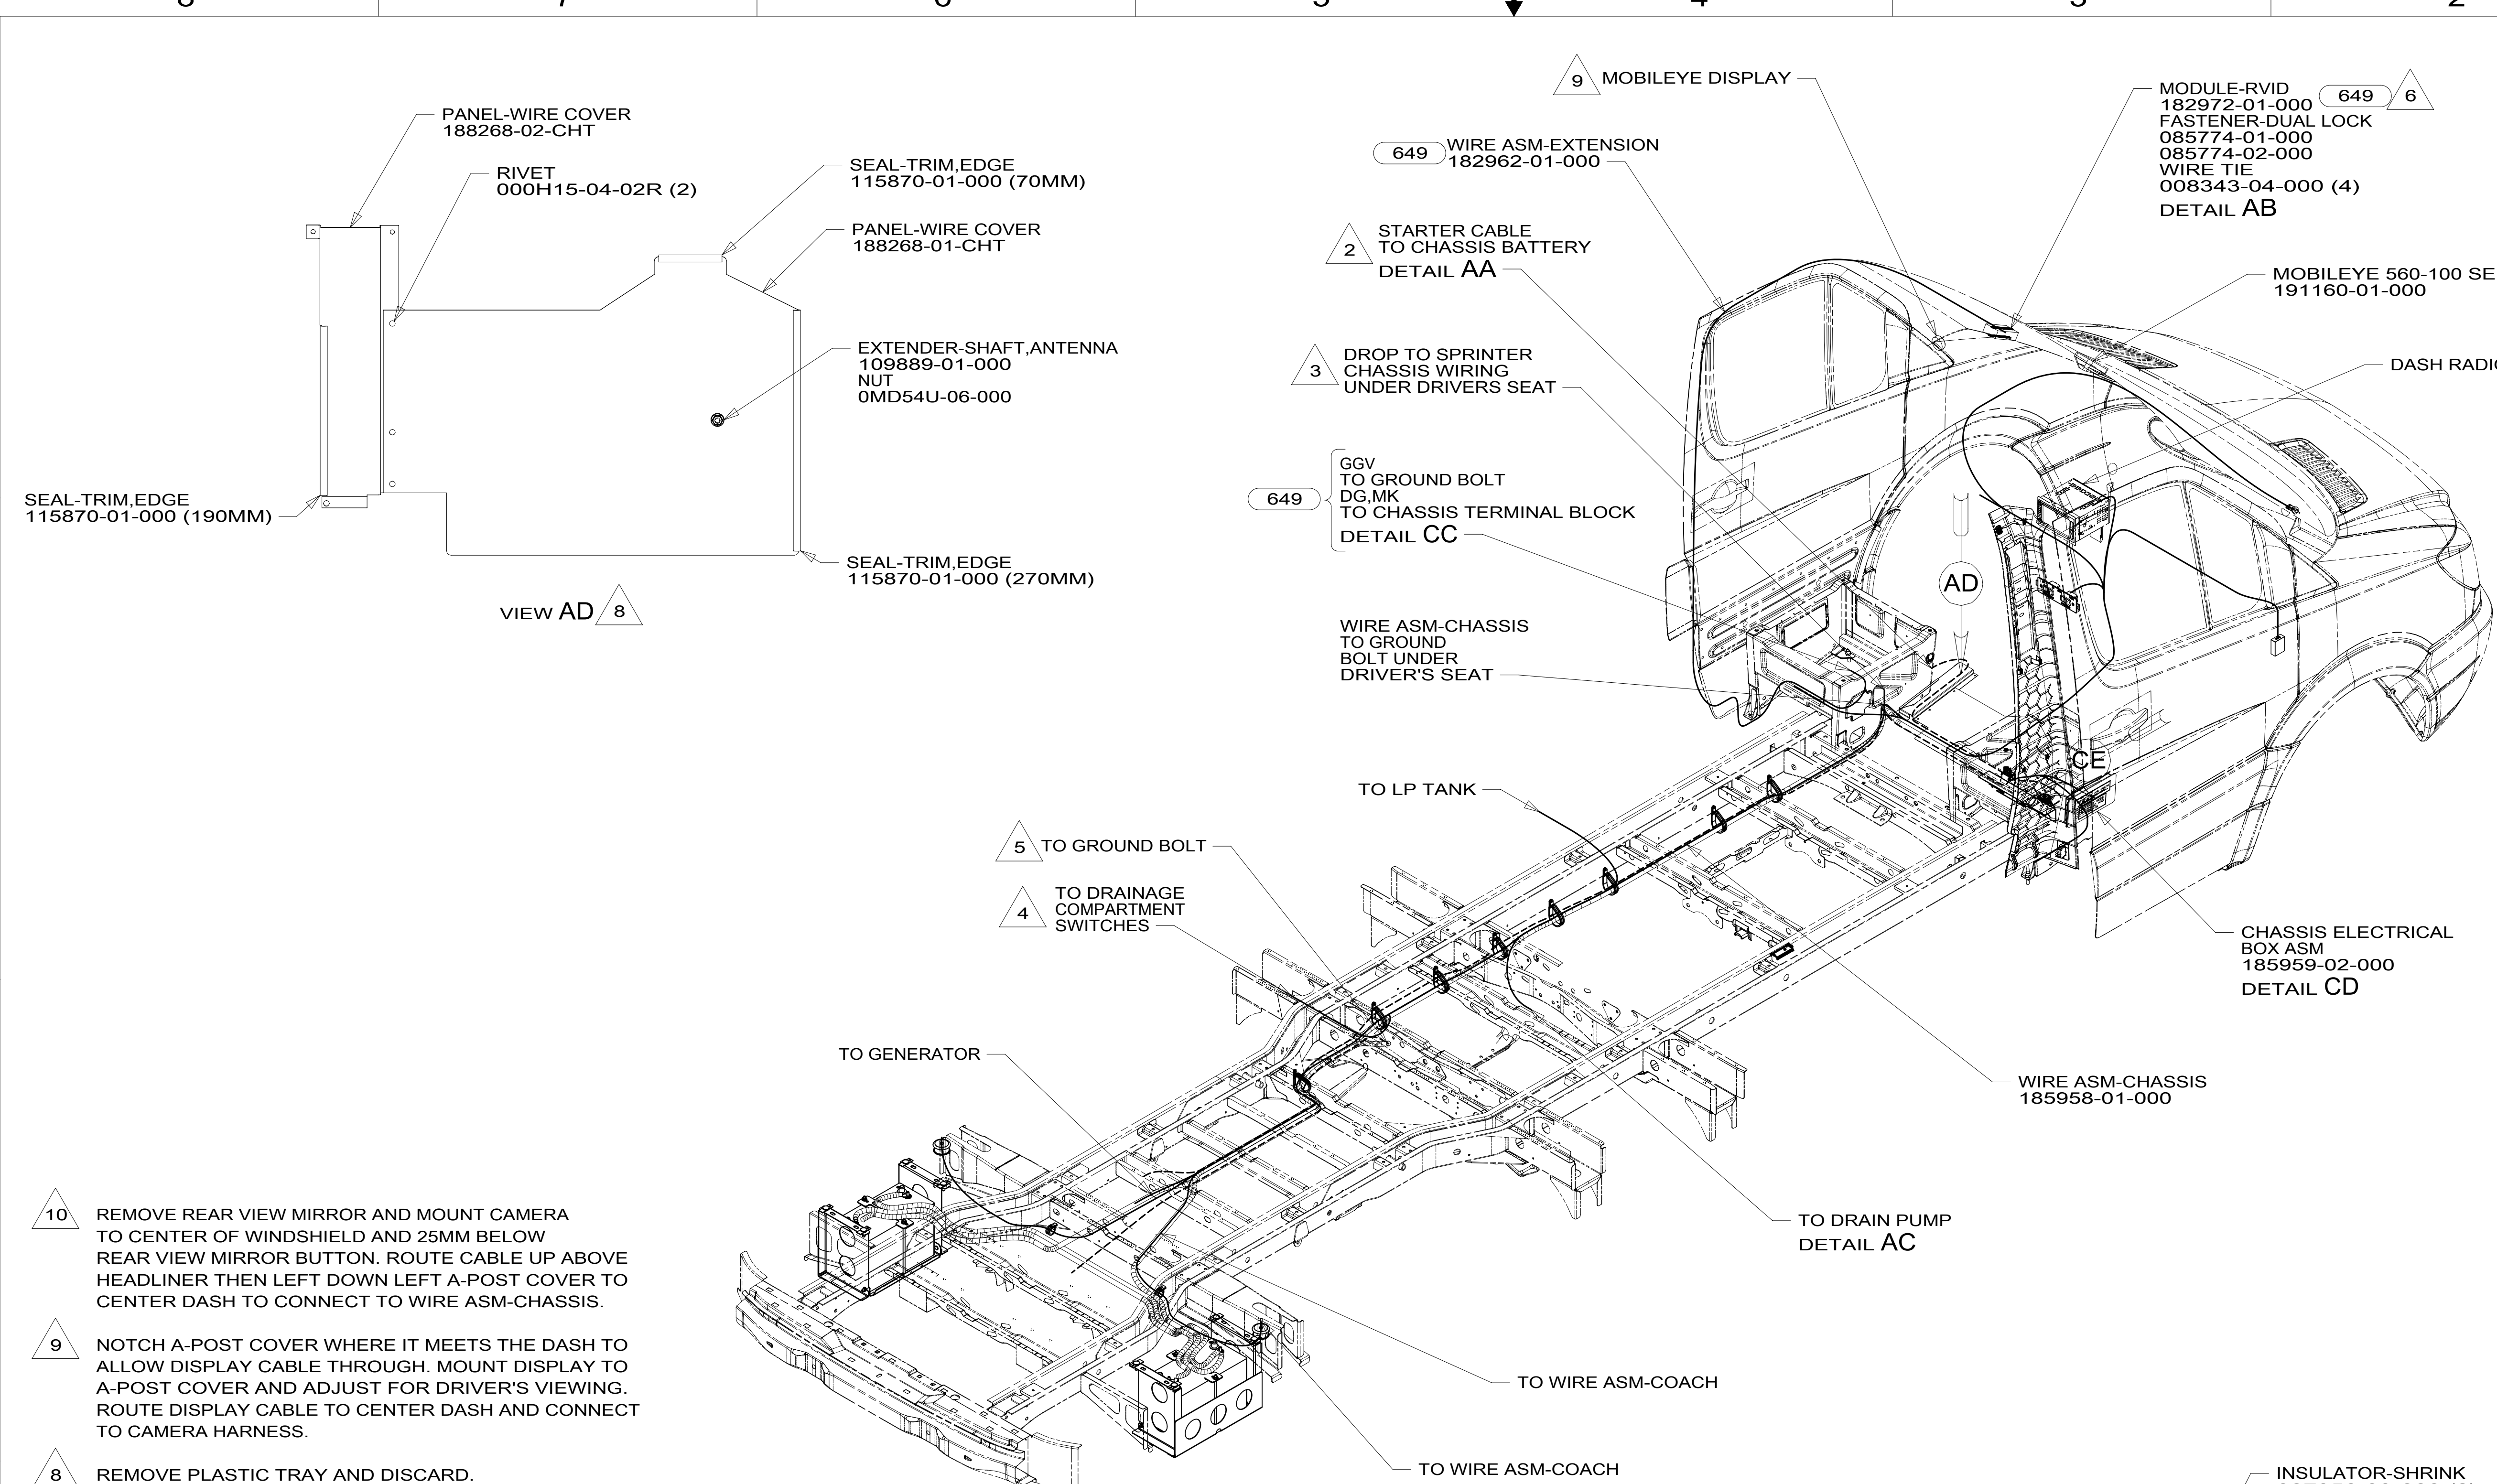 8 7 6 5 4 3 2
PANEL-WIRE COVER
188268-02-CHT
RIVET
000H15-04-02R (2)
SEAL-TRIM,EDGE
115870-01-000 (70MM)
PANEL-WIRE COVER
188268-01-CHT
EXTENDER-SHAFT,ANTENNA
109889-01-000
NUT
0MD54U-06-000
SEAL-TRIM,EDGE
115870-01-000 (190MM)
SEAL-TRIM,EDGE
115870-01-000 (270MM)
VIEW AD 8
9 MOBILEYE DISPLAY
649 WIRE ASM-EXTENSION
182962-01-000
MODULE-RVID
182972-01-000 649 6
FASTENER-DUAL LOCK
085774-01-000
085774-02-000
WIRE TIE
008343-04-000 (4)
DETAIL AB
2 STARTER CABLE
TO CHASSIS BATTERY
DETAIL AA
MOBILEYE 560-100 SE
191160-01-000
3 DROP TO SPRINTER
CHASSIS WIRING
UNDER DRIVERS SEAT
DASH RADI
649 GGV
TO GROUND BOLT
DG,MK
TO CHASSIS TERMINAL BLOCK
DETAIL CC
AD
WIRE ASM-CHASSIS
TO GROUND
BOLT UNDER
DRIVER'S SEAT
CE
TO LP TANK
5 TO GROUND BOLT
4 TO DRAINAGE
COMPARTMENT
SWITCHES
CHASSIS ELECTRICAL
BOX ASM
185959-02-000
DETAIL CD
TO GENERATOR
WIRE ASM-CHASSIS
185958-01-000
TO DRAIN PUMP
DETAIL AC
TO WIRE ASM-COACH
TO WIRE ASM-COACH
10 REMOVE REAR VIEW MIRROR AND MOUNT CAMERA
TO CENTER OF WINDSHIELD AND 25MM BELOW
REAR VIEW MIRROR BUTTON. ROUTE CABLE UP ABOVE
HEADLINER THEN LEFT DOWN LEFT A-POST COVER TO
CENTER DASH TO CONNECT TO WIRE ASM-CHASSIS.
9 NOTCH A-POST COVER WHERE IT MEETS THE DASH TO
ALLOW DISPLAY CABLE THROUGH. MOUNT DISPLAY TO
A-POST COVER AND ADJUST FOR DRIVER'S VIEWING.
ROUTE DISPLAY CABLE TO CENTER DASH AND CONNECT
TO CAMERA HARNESS.
8 REMOVE PLASTIC TRAY AND DISCARD.
INSULATOR-SHRINK